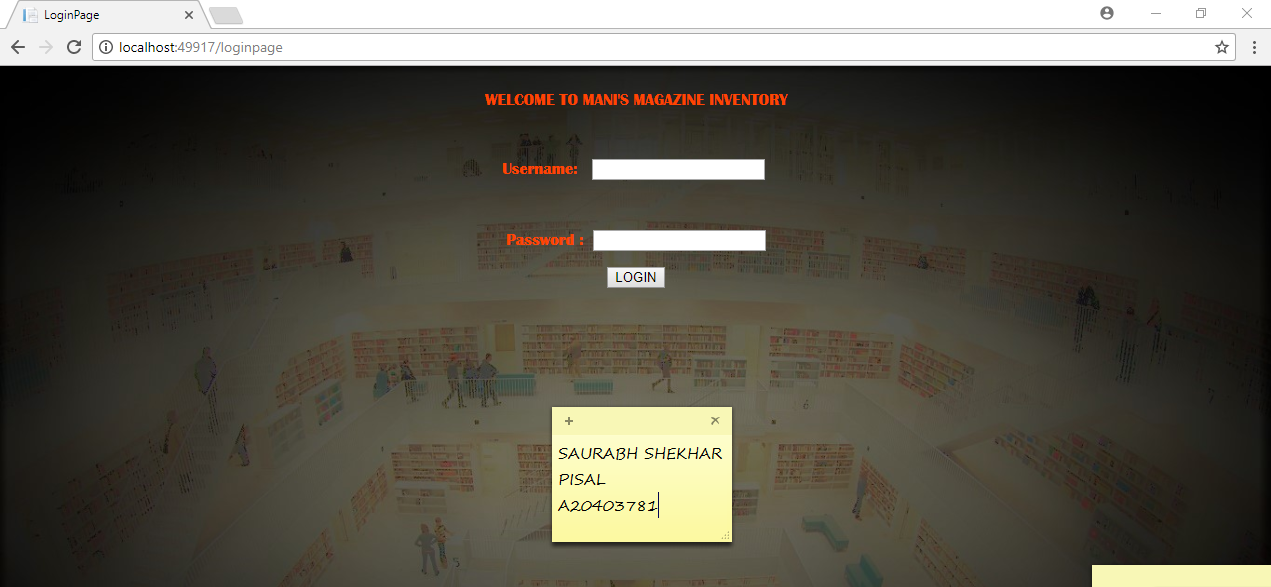 LoginPage
localhost:49917/loginpage
WELCOME TO MANI'S MAGAZINE INVENTORY
Username:
Password :
LOGIN
SAURABH SHEKHAR
PISAL
A20403781